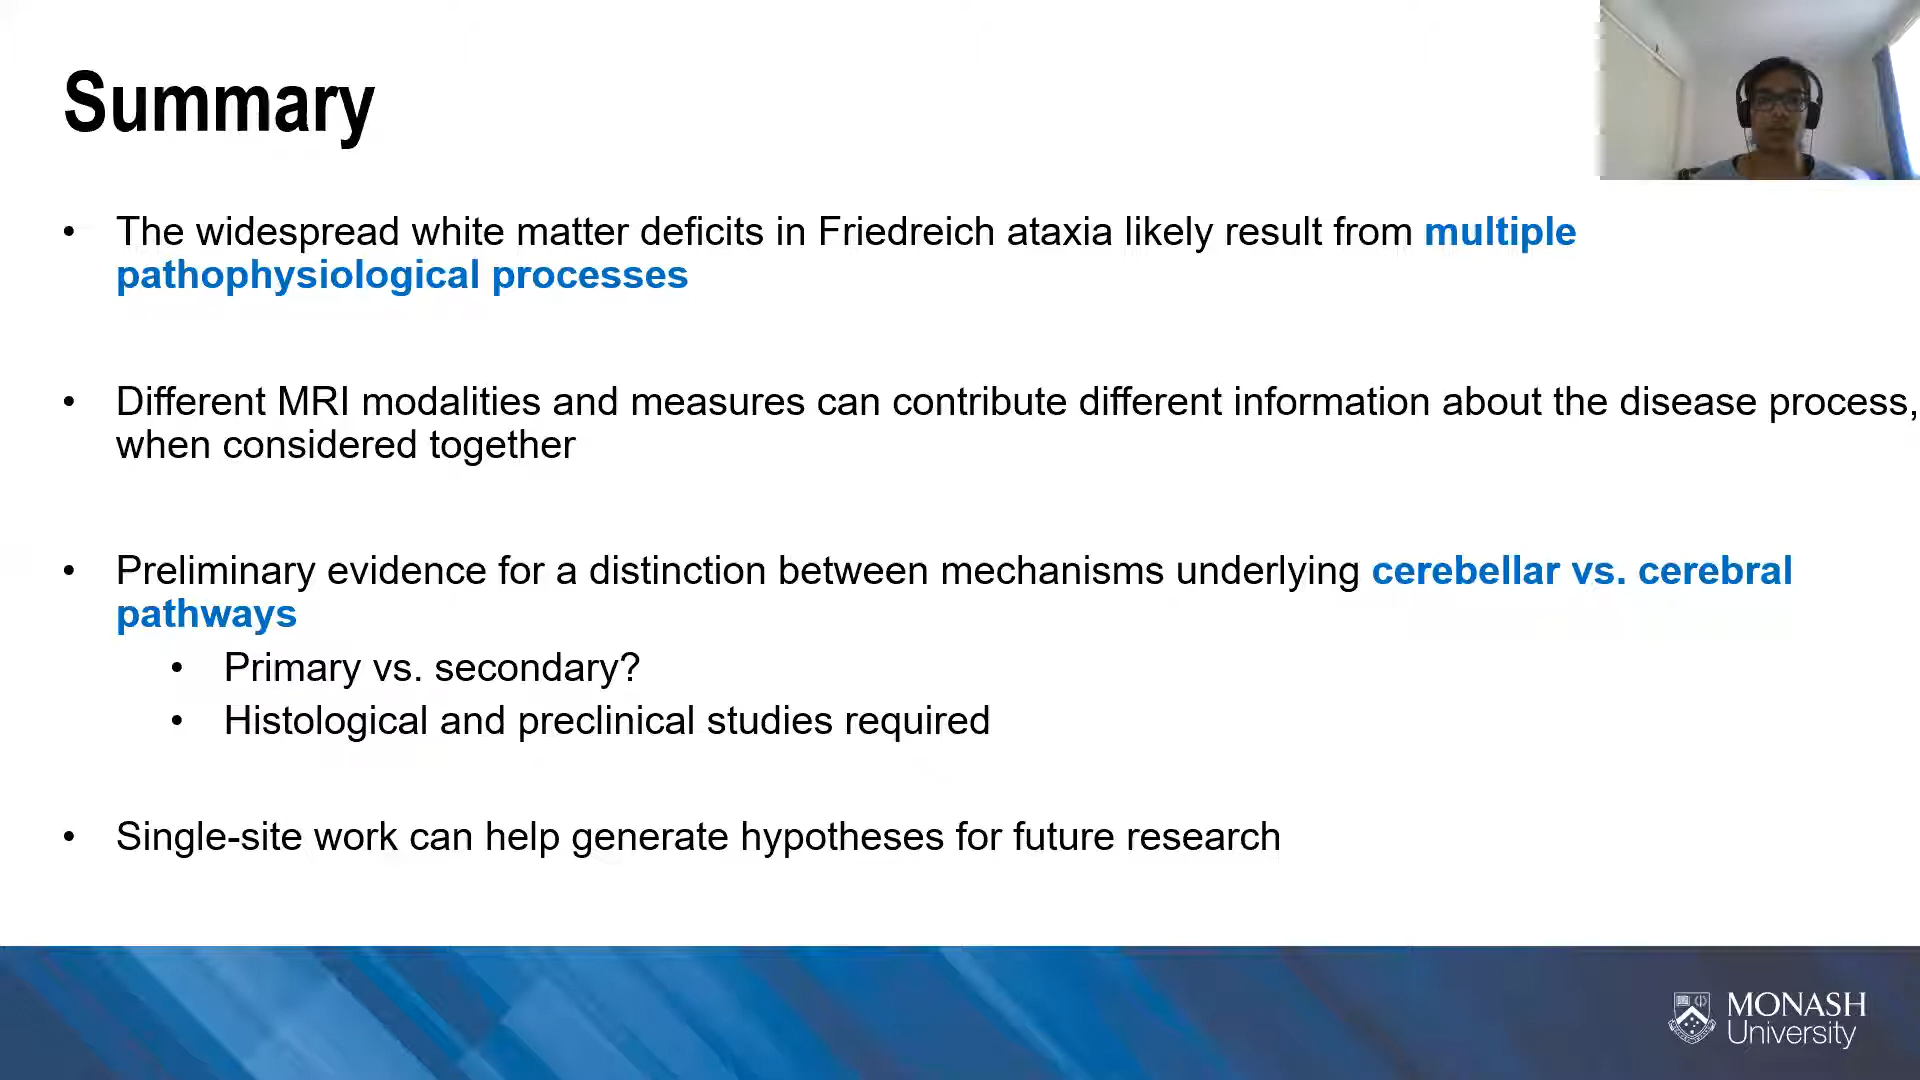 Summary
• The widespread white matter deficits in Friedreich ataxia likely result from multiple
pathophysiological processes
• Different MRI modalities and measures can contribute different information about the disease process,
when considered together
• Preliminary evidence for a distinction between mechanisms underlying cerebellar vs. cerebral
pathways
• Primary vs. secondary?
• Histological and preclinical studies required
• Single-site work can help generate hypotheses for future research
MONASH
University